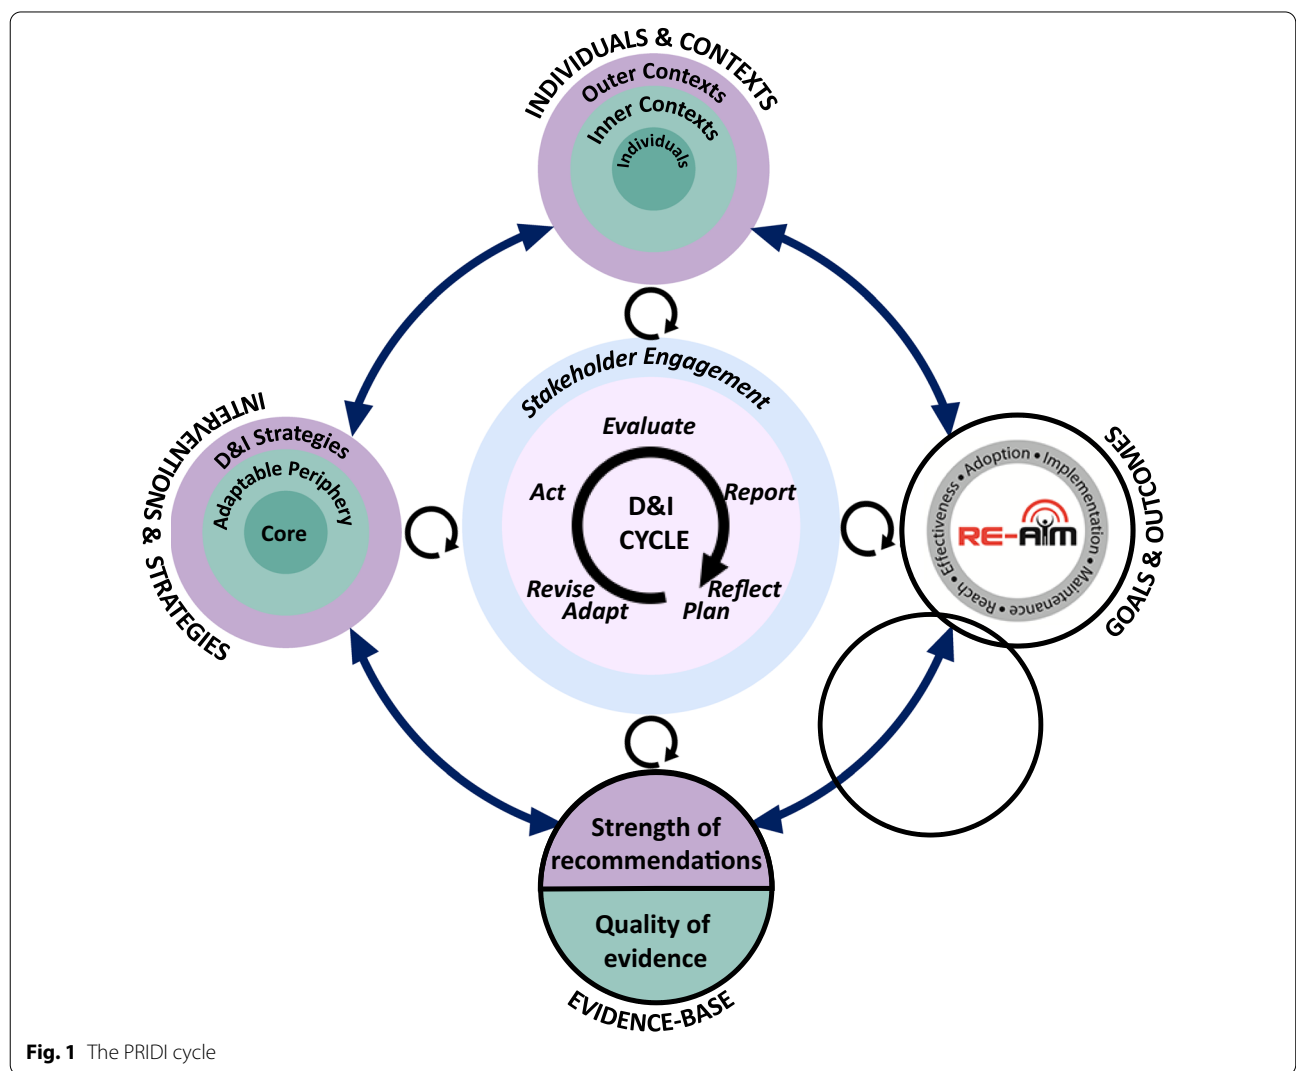 INDIVIDUALS & CONTEXTS
Outer Contexts
Inner Contexts
Individuals
INTERVENTIONS & STRATEGIES
D&I Strategies
Adaptable Periphery
Core
Stakeholder Engagement
Evaluate
Act
Report
D&I
CYCLE
Revise
Reflect
Adapt
Plan
GOALS & OUTCOMES
Reach • Effectiveness • Adoption • Implementation • Maintenance •
RE-AIM
Strength of
recommendations
Quality of
evidence
EVIDENCE-BASE
Fig. 1 The PRIDI cycle